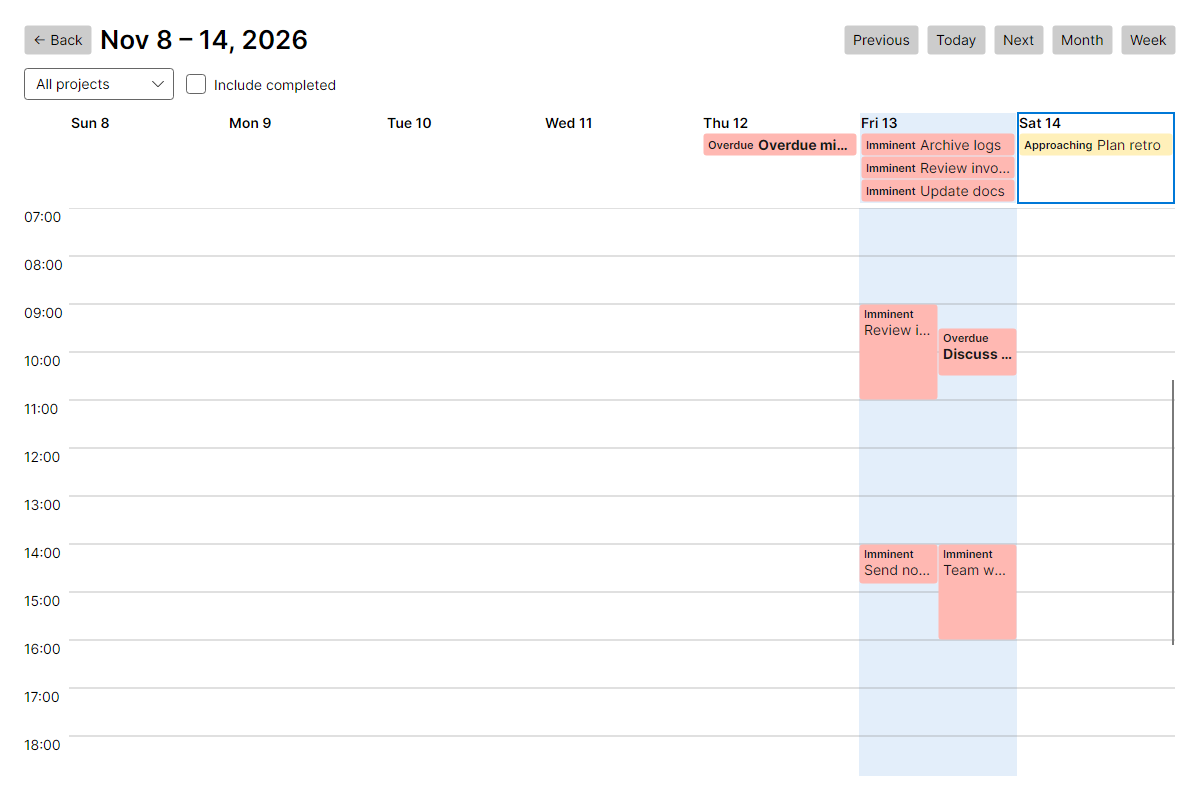 ← Back Nov 8 – 14, 2026 Previous Today Next Month Week
All projects Include completed
Sun 8 Mon 9 Tue 10 Wed 11 Thu 12 Fri 13 Sat 14
Overdue Overdue mi... Imminent Archive logs Approaching Plan retro
Imminent Review invo...
Imminent Update docs
07:00
08:00
09:00
Imminent
Review i...
Overdue
Discuss ...
10:00
11:00
12:00
13:00
14:00
Imminent Imminent
Send no... Team w...
15:00
16:00
17:00
18:00